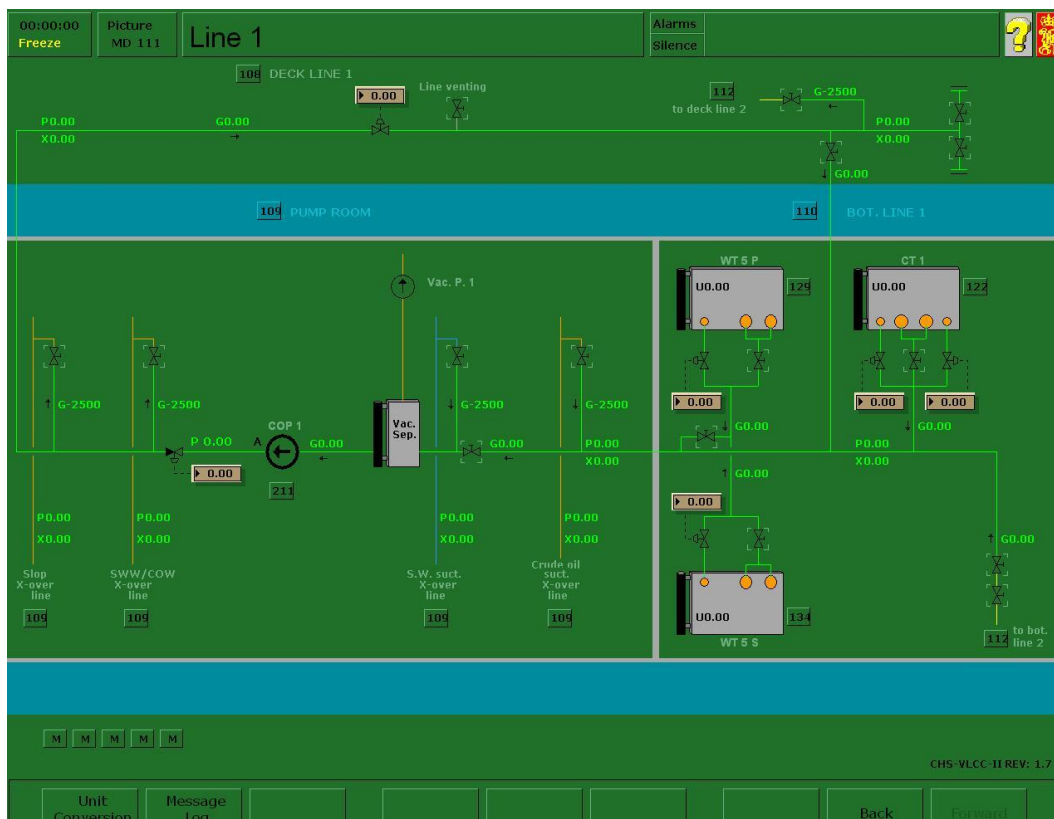 00:00:00
Freeze
Picture
MD 111
Line 1
Alarms
Silence
?
108 DECK LINE 1
0.00
Line venting
112
to deck line 2
G-2500
P0.00
X0.00
G0.00
P0.00
X0.00
G0.00
109 PUMP ROOM
110 BOT. LINE 1
Vac. P. 1
WT 5 P
U0.00
129
CT 1
U0.00
122
G-2500
G-2500
G-2500
G-2500
0.00
0.00
0.00
COP 1
P 0.00
A
G0.00
Vac.
Sep.
G0.00
P0.00
X0.00
G0.00
G0.00
P0.00
X0.00
0.00
211
G0.00
0.00
P0.00
X0.00
P0.00
X0.00
P0.00
X0.00
P0.00
X0.00
G0.00
Slop
X-over
line
109
SWW/COW
X-over
line
109
S.W. suct.
X-over
line
109
Crude oil
suct.
X-over
line
109
U0.00
134
WT 5 S
112
to bot.
line 2
M M M M M
CHS-VLCC-II REV: 1.7
Unit
Conversion
Message
Log
Back
Forward